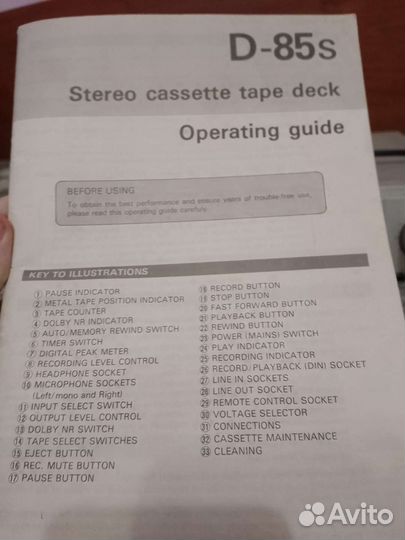 D-85s
Stereo cassette tape deck
Operating guide
BEFORE USING
To obtain the best performance and ensure years of trouble-free use,
please read this operating guide carefully.
KEY TO ILLUSTRATIONS
① PAUSE INDICATOR
② METAL TAPE POSITION INDICATOR
③ TAPE COUNTER
④ DOLBY NR INDICATOR
⑤ AUTO/MEMORY REWIND SWITCH
⑥ TIMER SWITCH
⑦ DIGITAL PEAK METER
⑧ RECORDING LEVEL CONTROL
⑨ HEADPHONE SOCKET
⑩ MICROPHONE SOCKETS
(Left/mono and Right)
⑪ INPUT SELECT SWITCH
⑫ OUTPUT LEVEL CONTROL
⑬ DOLBY NR SWITCH
⑭ TAPE SELECT SWITCHES
⑮ EJECT BUTTON
⑯ REC. MUTE BUTTON
⑰ PAUSE BUTTON
⑱ RECORD BUTTON
⑲ STOP BUTTON
⑳ FAST FORWARD BUTTON
㉑ PLAYBACK BUTTON
㉒ REWIND BUTTON
㉓ POWER (MAINS) SWITCH
㉔ PLAY INDICATOR
㉕ RECORDING INDICATOR
㉖ RECORD/PLAYBACK (DIN) SOCKET
㉗ LINE IN SOCKETS
㉘ LINE OUT SOCKET
㉙ REMOTE CONTROL SOCKET
㉚ VOLTAGE SELECTOR
㉛ CONNECTIONS
㉜ CASSETTE MAINTENANCE
㉝ CLEANING
Avito